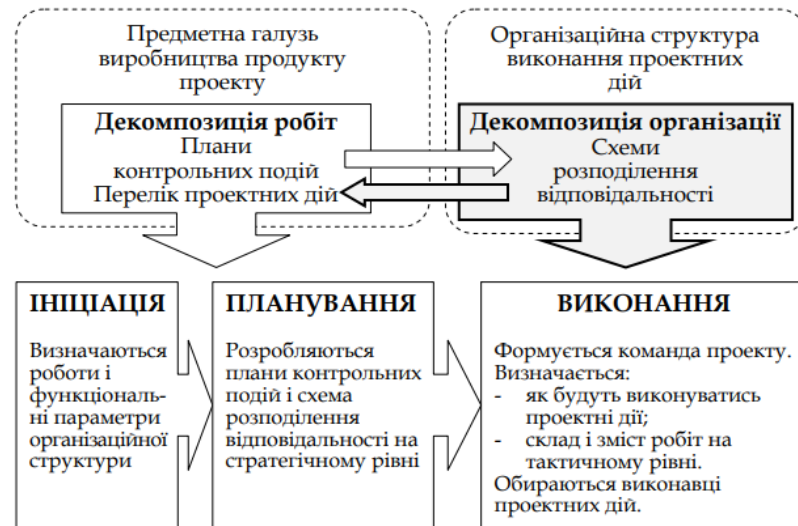 Предметна галузь
виробництва продукту
проекту
Декомпозиція робіт
Плани
контрольних подій
Перелік проектних дій
Організаційна структура
виконання проектних
дій
Декомпозиція організації
Схеми
розподілення
відповідальності
ІНІЦІАЦІЯ
Визначаються
роботи і
функціональ-
ні параметри
організаційної
структури
ПЛАНУВАННЯ
Розробляються
плани контрольних
подій і схема
розподілення
відповідальності на
стратегічному рівні
ВИКОНАННЯ
Формується команда проекту.
Визначається:
- як будуть виконуватись
проектні дії;
- склад і зміст робіт на
тактичному рівні.
Обираються виконавці
проектних дій.